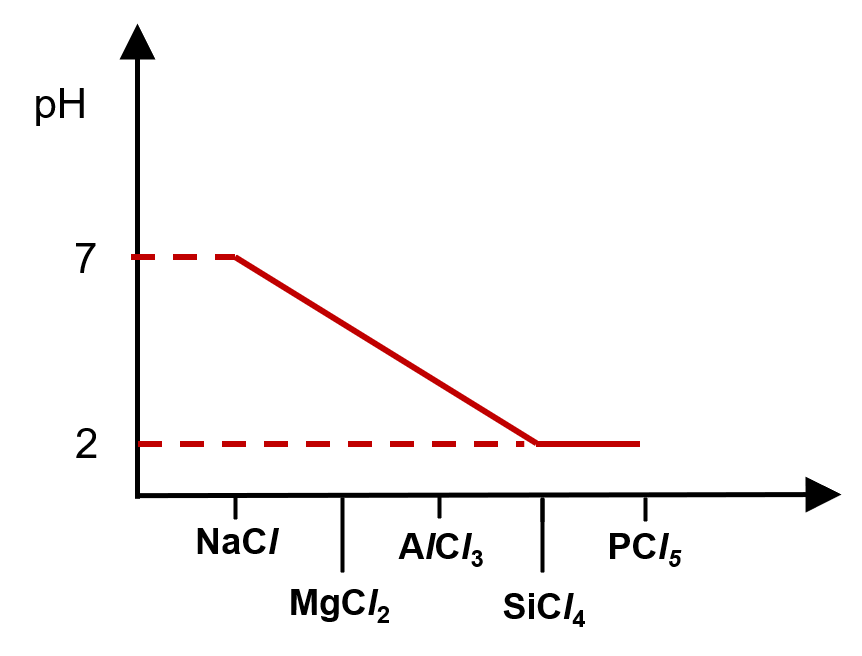 pH
7
2
NaCl
AlCl₃
PCl₅
MgCl₂
SiCl₄